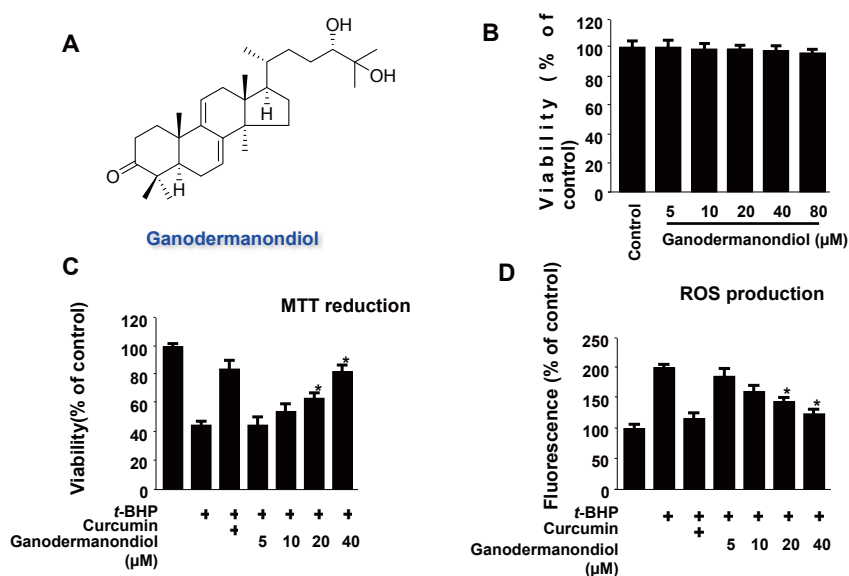 A
OH
OH
H
O
H
Ganodermanondiol
B
Viability (% of
control)
120
100
80
60
40
20
0
Control
5 10 20 40 80
Ganodermanondiol (µM)
C
MTT reduction
Viability(% of control)
120
100
80
60
40
20
0
t-BHP + + + + + +
Curcumin +
Ganodermanondiol 5 10 20 40
(µM)
* *
D
ROS production
Fluorescence (% of control)
250
200
150
100
50
0
* *
t-BHP + + + + + +
Curcumin +
Ganodermanondiol 5 10 20 40
(µM)